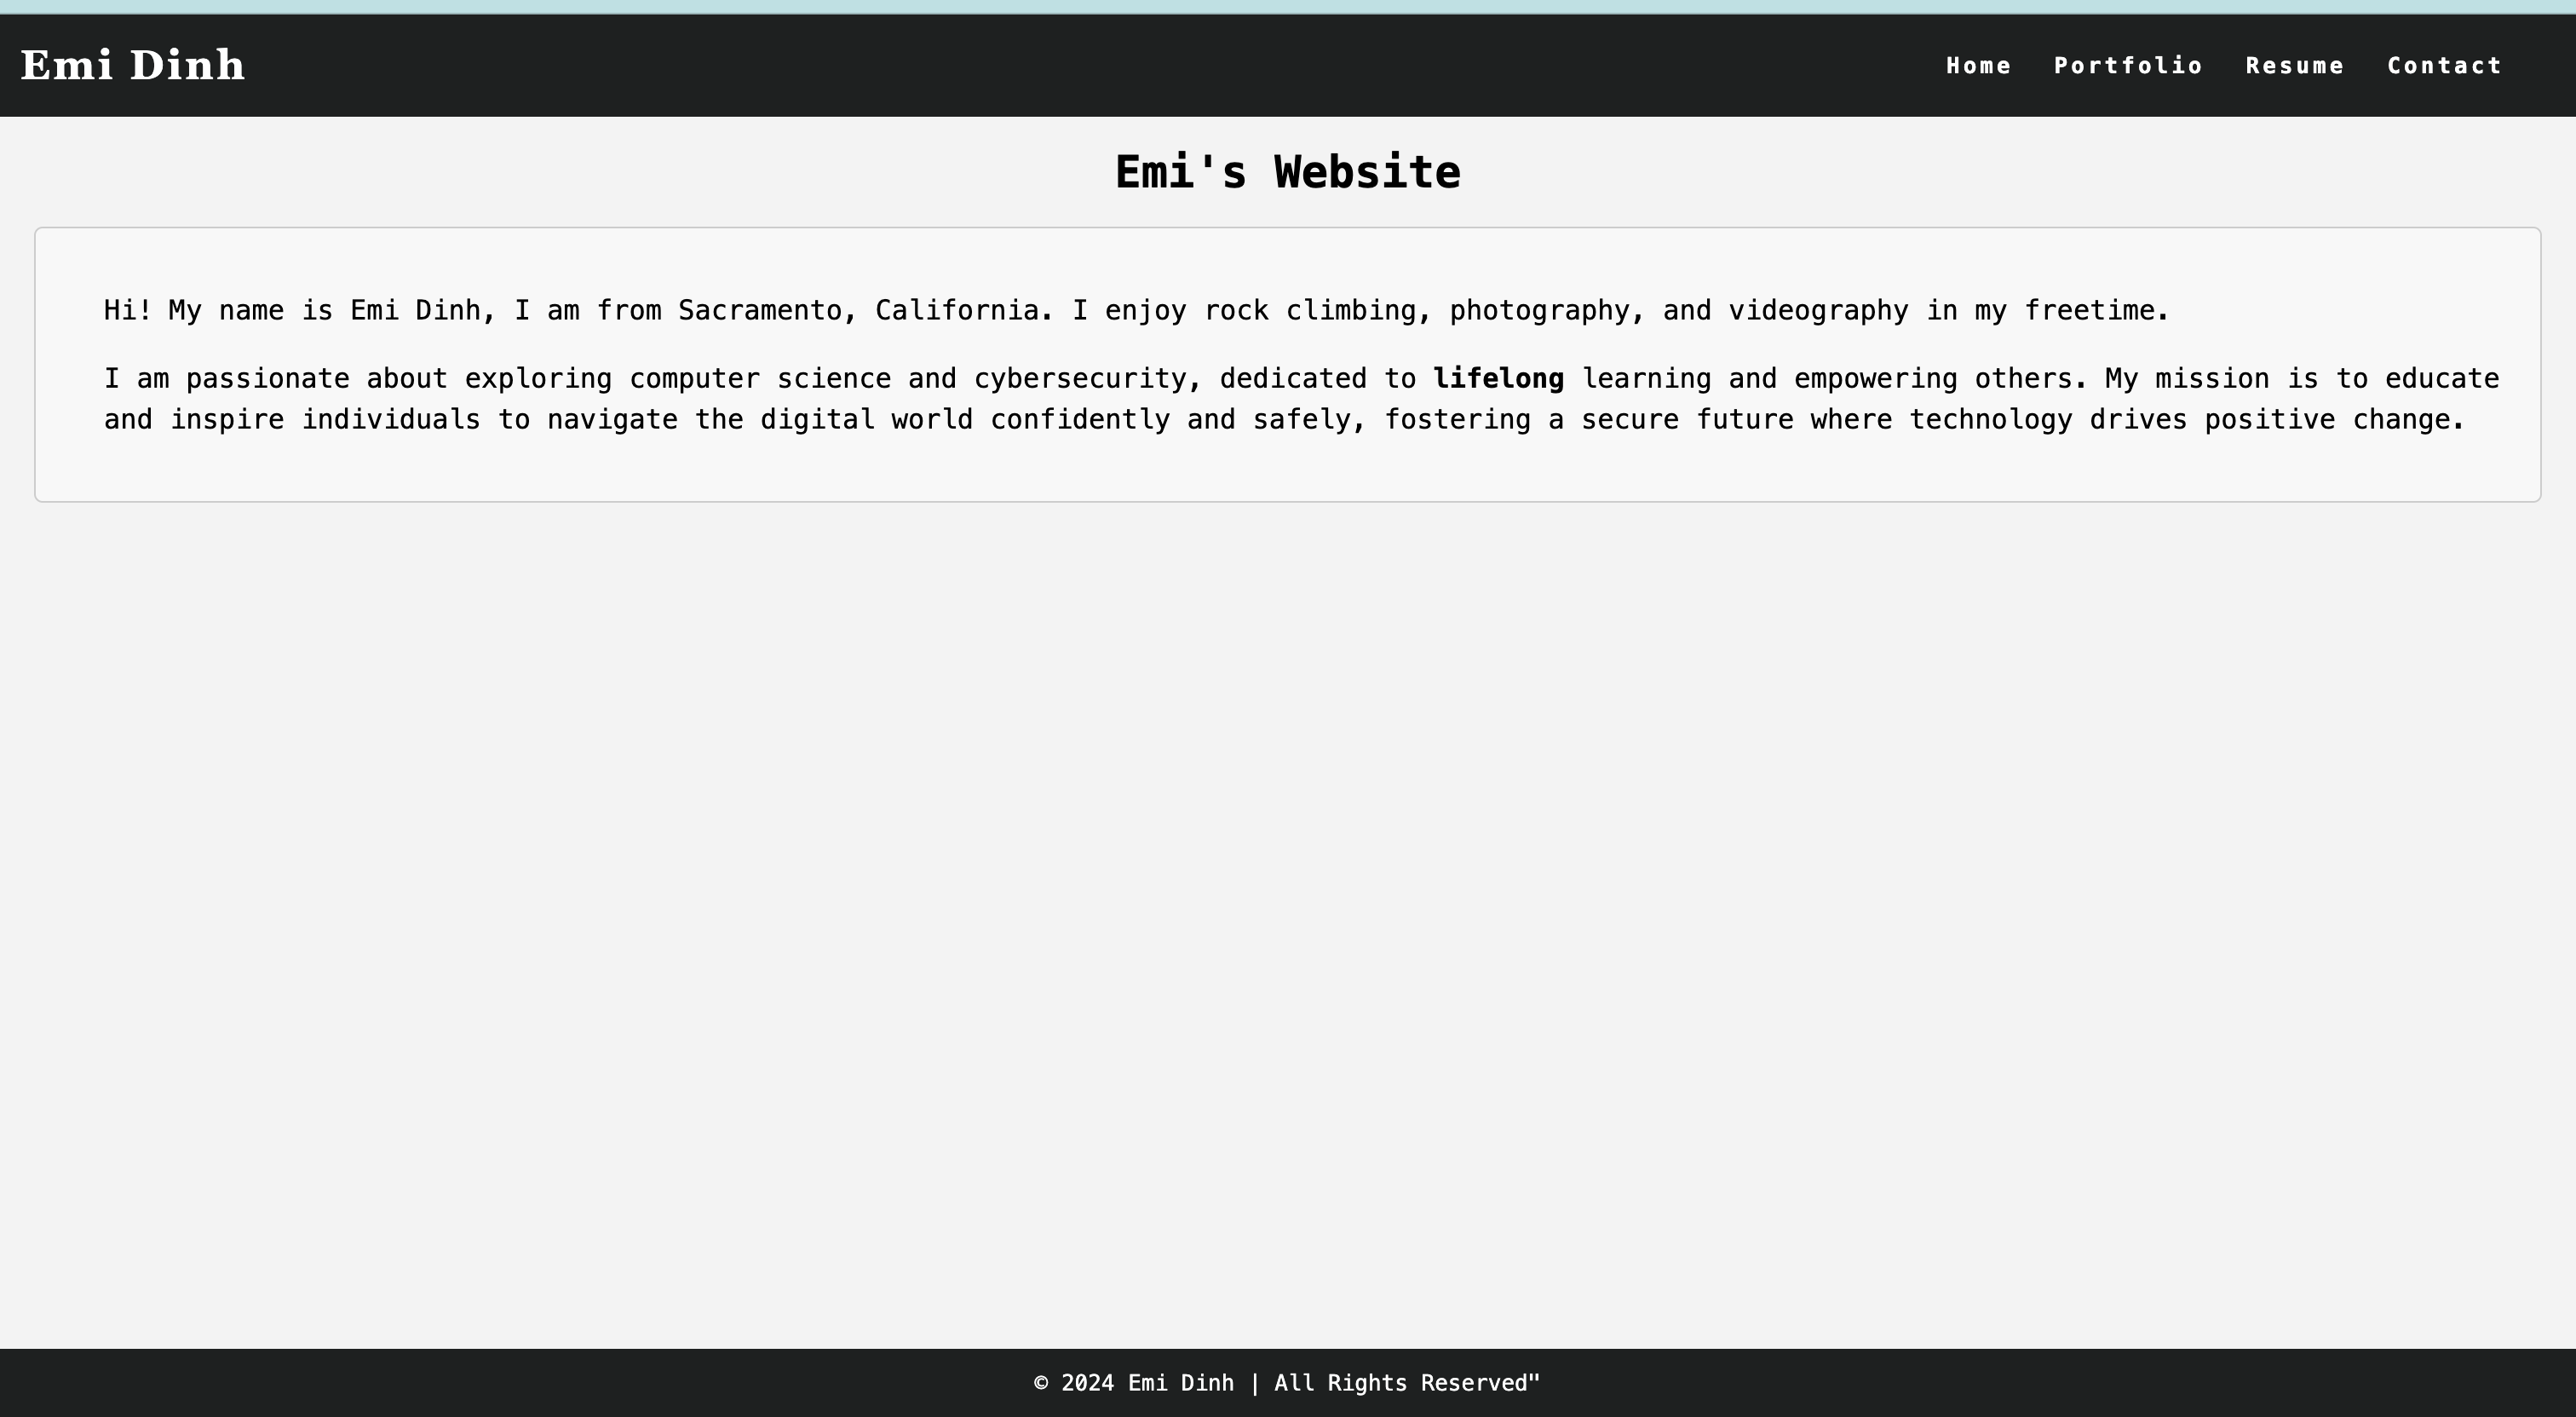 Emi Dinh
Home Portfolio Resume Contact
Emi's Website
Hi! My name is Emi Dinh, I am from Sacramento, California. I enjoy rock climbing, photography, and videography in my freetime.
I am passionate about exploring computer science and cybersecurity, dedicated to lifelong learning and empowering others. My mission is to educate
and inspire individuals to navigate the digital world confidently and safely, fostering a secure future where technology drives positive change.
© 2024 Emi Dinh | All Rights Reserved"